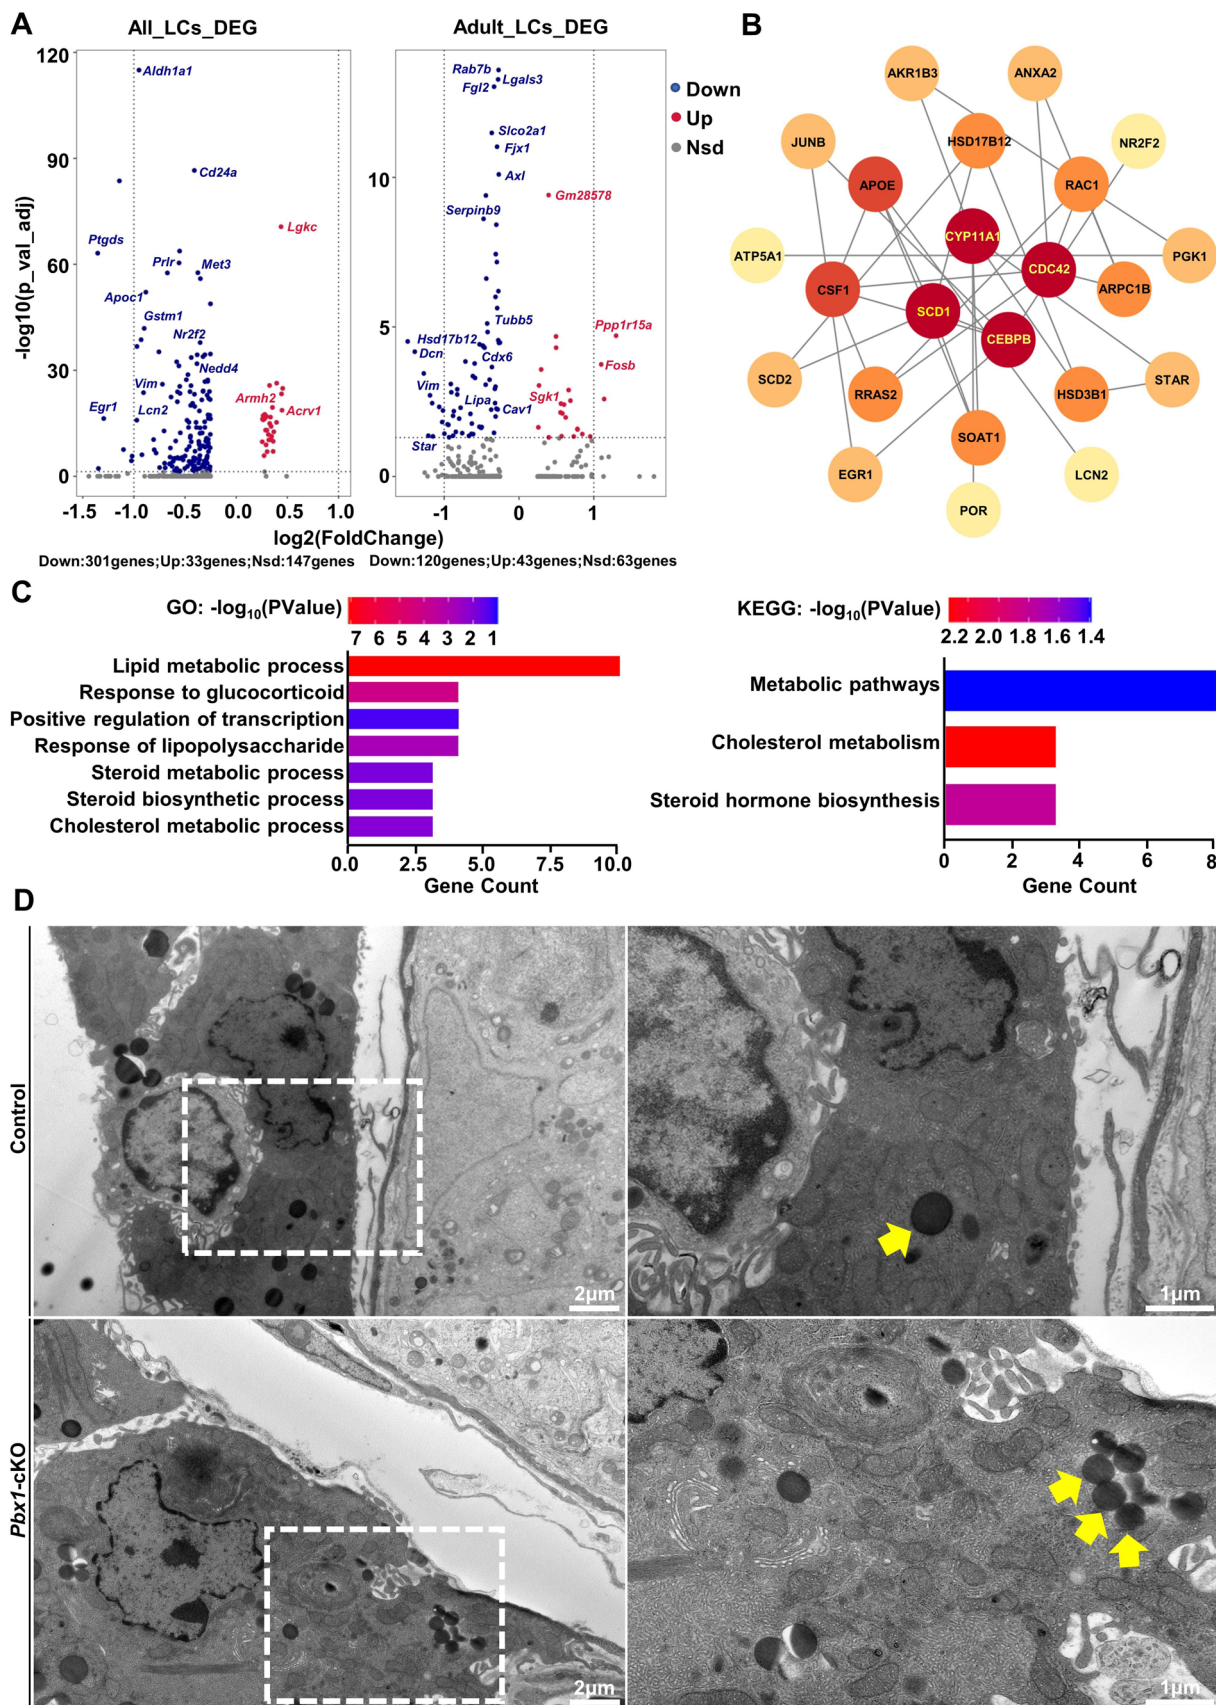 A
All_LCs_DEG
Adult_LCs_DEG
120
90
60
30
0
-log10(p_val_adj)
Aldh1a1
Cd24a
Lgkc
Ptgds
Prlr
Met3
Apoc1
Gstm1
Nr2f2
Nedd4
Vim
Egr1
Lcn2
Armh2
Acrv1
-1.5
-1.0
-0.5
0.0
0.5
1.0
10
5
0
Rab7b
Lgals3
Fgl2
Slco2a1
Fjx1
Axl
Gm28578
Serpinb9
Tubb5
Ppp1r15a
Hsd17b12
Dcn
Cdx6
Fosb
Vim
Lipa
Sgk1
Cav1
Star
-1
0
1
log2(FoldChange)
Down:301genes;Up:33genes;Nsd:147genes
Down:120genes;Up:43genes;Nsd:63genes
Down
Up
Nsd
B
AKR1B3
ANXA2
JUNB
HSD17B12
NR2F2
APOE
RAC1
CYP11A1
ATP5A1
CDC42
PGK1
CSF1
ARPC1B
SCD1
CEBPB
SCD2
RRAS2
HSD3B1
STAR
SOAT1
EGR1
LCN2
POR
C
GO: -log10(PValue)
7 6 5 4 3 2 1
Lipid metabolic process
Response to glucocorticoid
Positive regulation of transcription
Response of lipopolysaccharide
Steroid metabolic process
Steroid biosynthetic process
Cholesterol metabolic process
0.0 2.5 5.0 7.5 10.0
Gene Count
KEGG: -log10(PValue)
2.2 2.0 1.8 1.6 1.4
Metabolic pathways
Cholesterol metabolism
Steroid hormone biosynthesis
0 2 4 6 8
Gene Count
D
Control
2μm
1μm
Pbx1-cKO
2μm
1μm